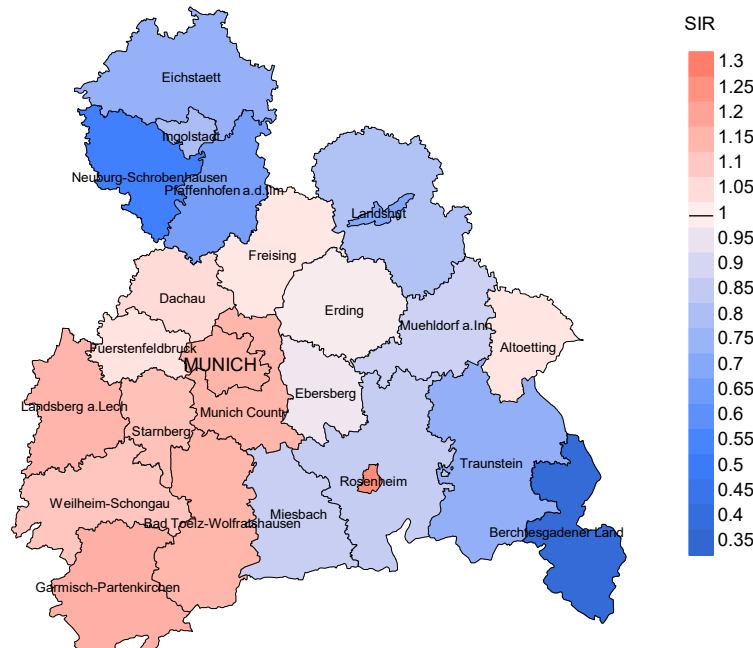 SIR
1.3
1.25
1.2
1.15
1.1
1.05
1
0.95
0.9
0.85
0.8
0.75
0.7
0.65
0.6
0.55
0.5
0.45
0.4
0.35
Eichstaett
Ingolstadt
Neuburg-Schrobenhausen
Pfaffenhofen a.d.Ilm
Landshut
Freising
Dachau
Erding
Muehldorf a.Inn
Fuerstenfeldbruck
Altoetting
MUNICH
Ebersberg
Landsberg a.Lech
Munich County
Starnberg
Traunstein
Rosenheim
Weilheim-Schongau
Miesbach
Bad Toelz-Wolfratshausen
Berchtesgadener Land
Garmisch-Partenkirchen